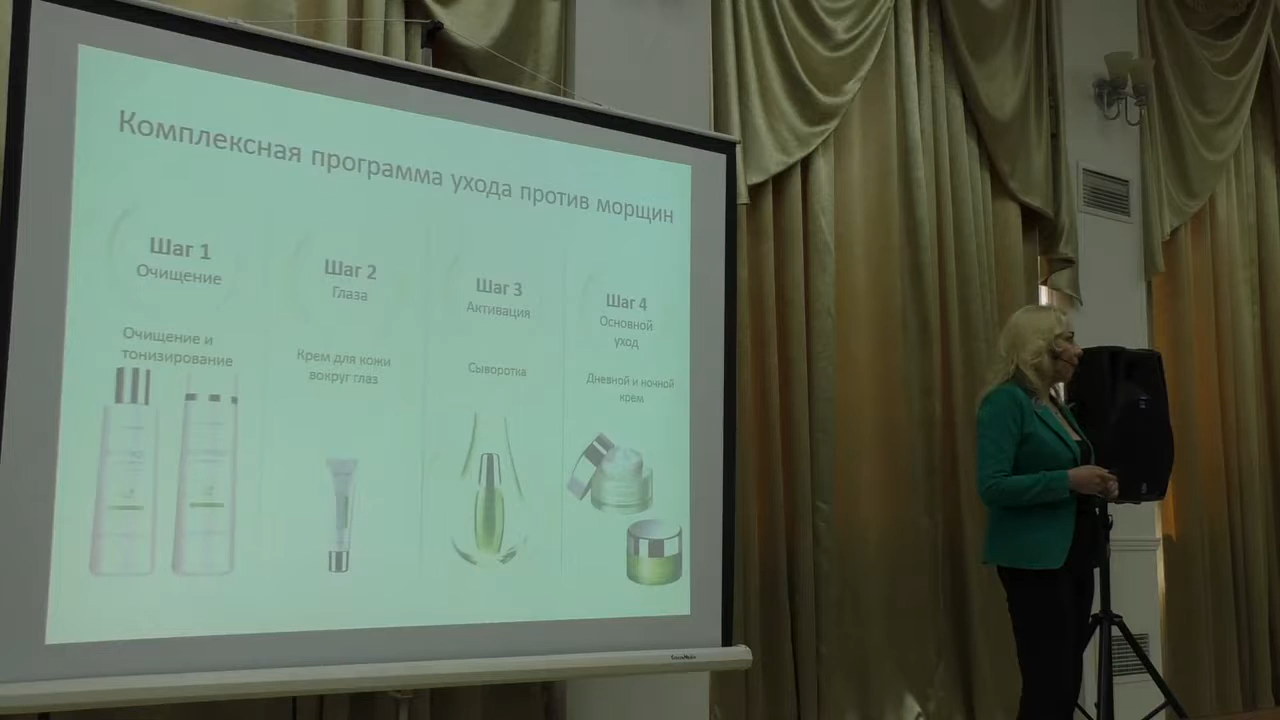 Комплексная программа ухода против морщин
Шаг 1
Очищение
Очищение и
тонизирование
Шаг 2
Глаза
Крем для кожи
вокруг глаз
Шаг 3
Активация
Сыворотка
Шаг 4
Основной
уход
Дневной и ночной
крем